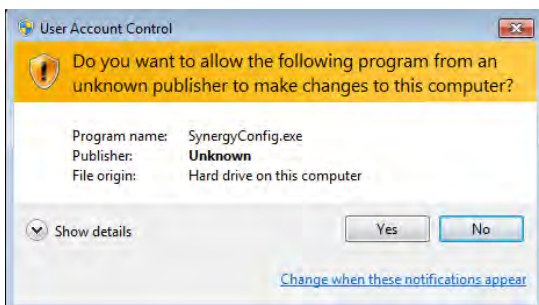 User Account Control
Do you want to allow the following program from an
unknown publisher to make changes to this computer?
Program name: SynergyConfig.exe
Publisher: Unknown
File origin: Hard drive on this computer
Show details
Yes No
Change when these notifications appear